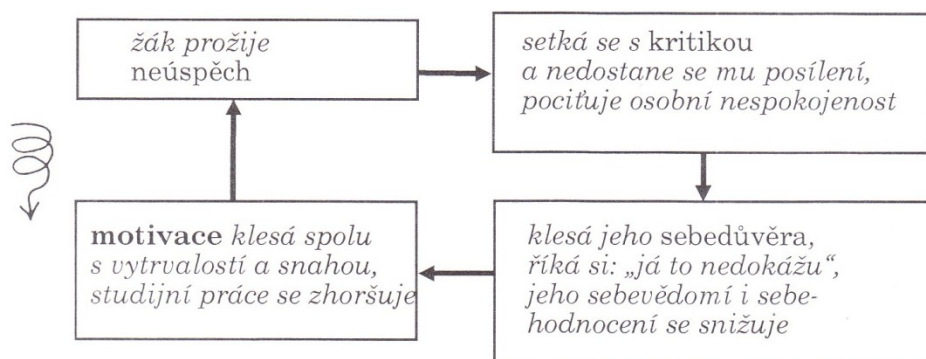 žák prožije
neúspěch
setká se s kritikou
a nedostane se mu posílení,
pociťuje osobní nespokojenost
klesá jeho sebedůvěra,
říká si: „já to nedokážu“,
jeho sebevědomí i sebe-
hodnocení se snižuje
motivace klesá spolu
s vytrvalostí a snahou,
studijní práce se zhoršuje